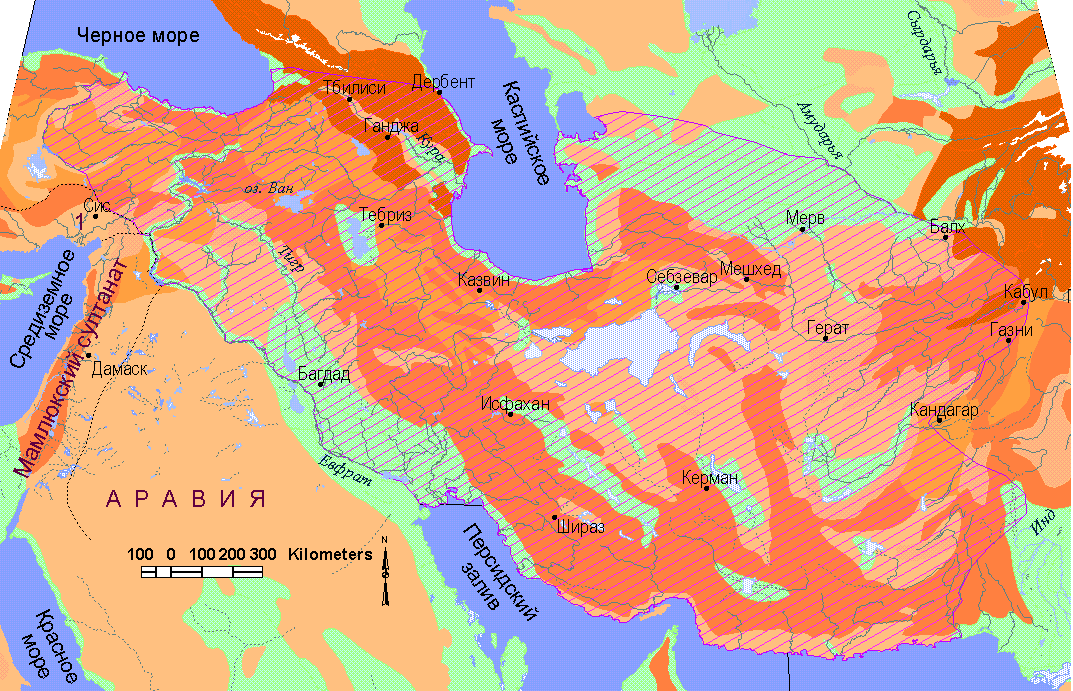 Черное море
Сырдарья
Тбилиси
Дербент
Каспийское
море
Амударья
Ганджа
Кура
оз. Ван
Сис
1
Тебриз
Мерв
Балх
Тигр
Казвин
Себзевар
Мешхед
Кабул
Средиземное
море
Мамлюкский султанат
Герат
Газни
Дамаск
Багдад
Исфахан
Кандагар
Евфрат
Керман
АРАВИЯ
Шираз
Инд
Персидский
залив
100 0 100 200 300 Kilometers
N
S
Красное
море